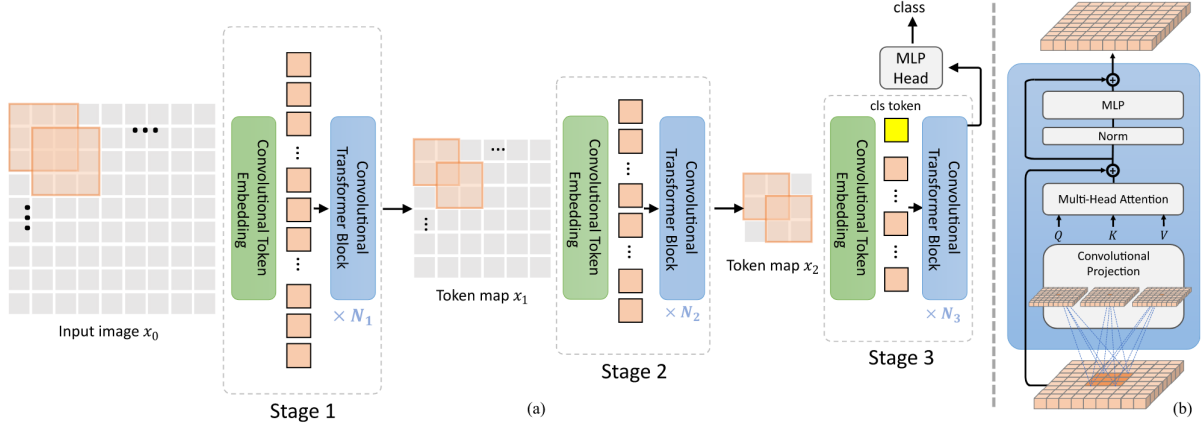 Input image x₀
Convolutional Token
Embedding
Convolutional
Transformer Block
× N₁
Stage 1
Token map x₁
Convolutional Token
Embedding
Convolutional
Transformer Block
× N₂
Stage 2
Token map x₂
class
MLP
Head
cls token
Convolutional Token
Embedding
Convolutional
Transformer Block
× N₃
Stage 3
(a)
MLP
Norm
Multi-Head Attention
Q K V
Convolutional
Projection
(b)